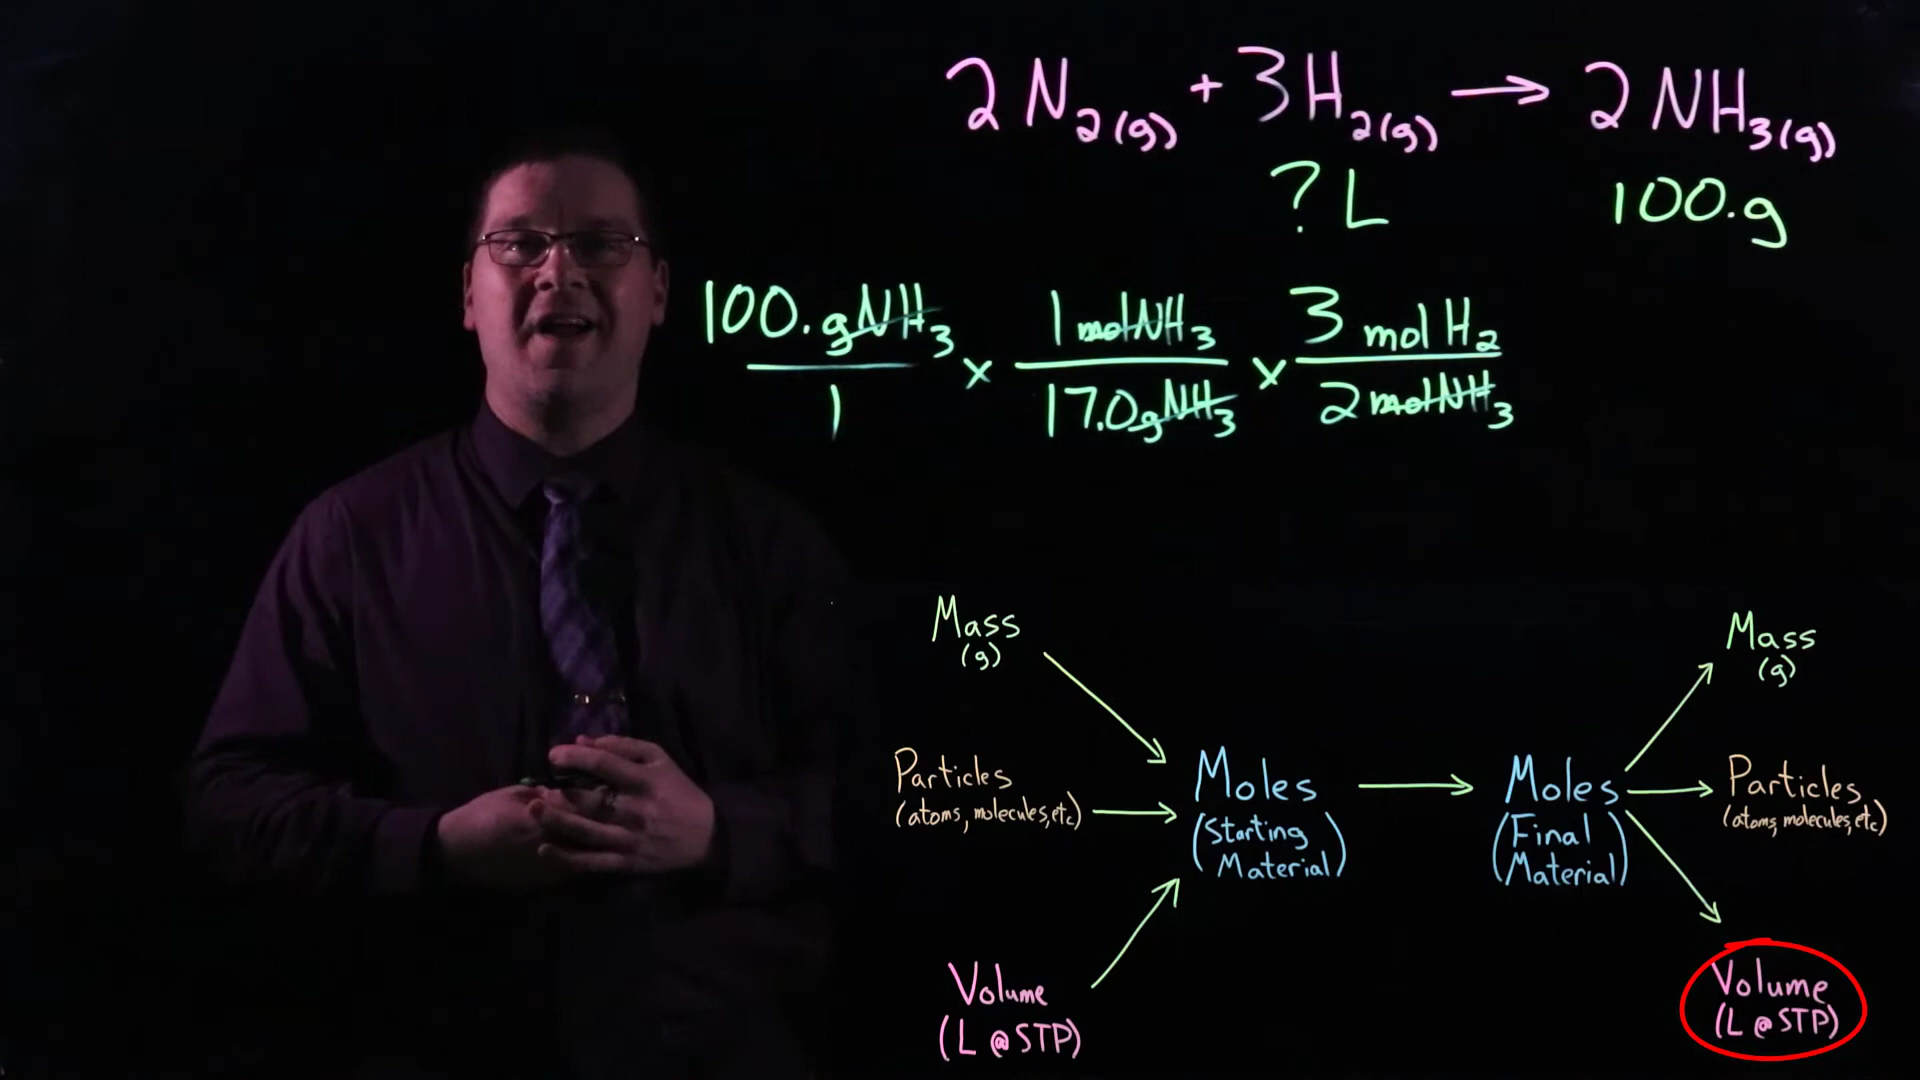 2 N₂(g) + 3 H₂(g) → 2 NH₃(g)
? L 100. g
100. g NH₃ / 1 × 1 mol NH₃ / 17.0 g NH₃ × 3 mol H₂ / 2 mol NH₃
Mass
(g)
Particles
(atoms, molecules, etc)
Volume
(L @ STP)
Moles
(Starting
Material)
Moles
(Final
Material)
Mass
(g)
Particles
(atoms, molecules, etc)
Volume
(L @ STP)